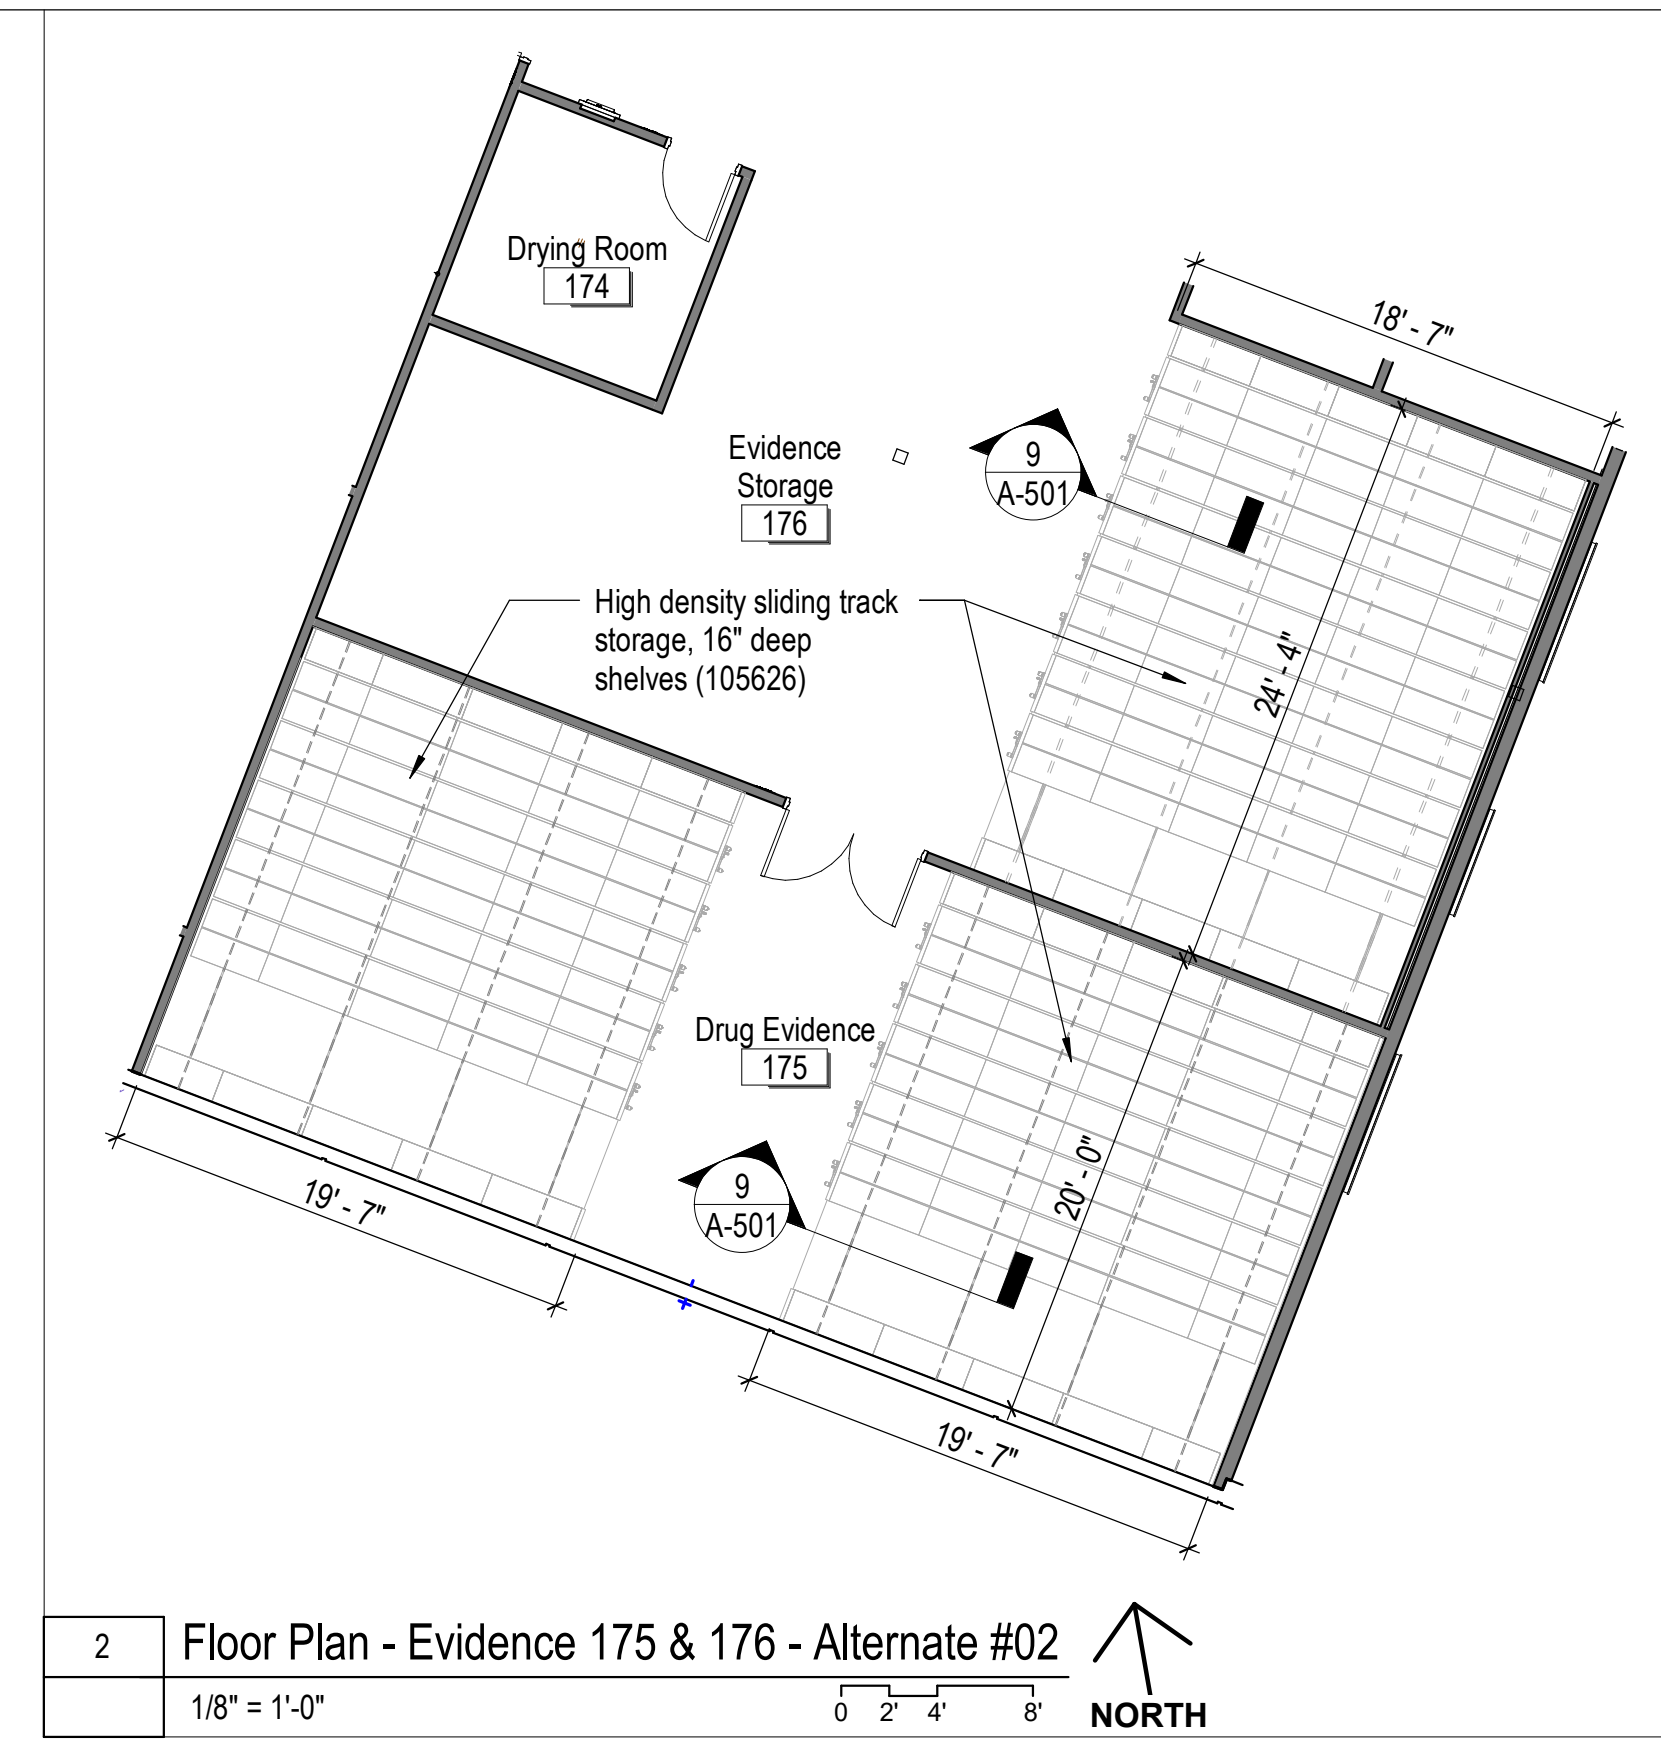 18' - 7"
Drying Room
174
Evidence
Storage
176
9
A-501
High density sliding track
storage, 16" deep
shelves (105626)
24' - 4"
Drug Evidence
175
20' - 0"
9
A-501
19' - 7"
19' - 7"
2
Floor Plan - Evidence 175 & 176 - Alternate #02
1/8" = 1'-0"
0 2' 4' 8'
NORTH